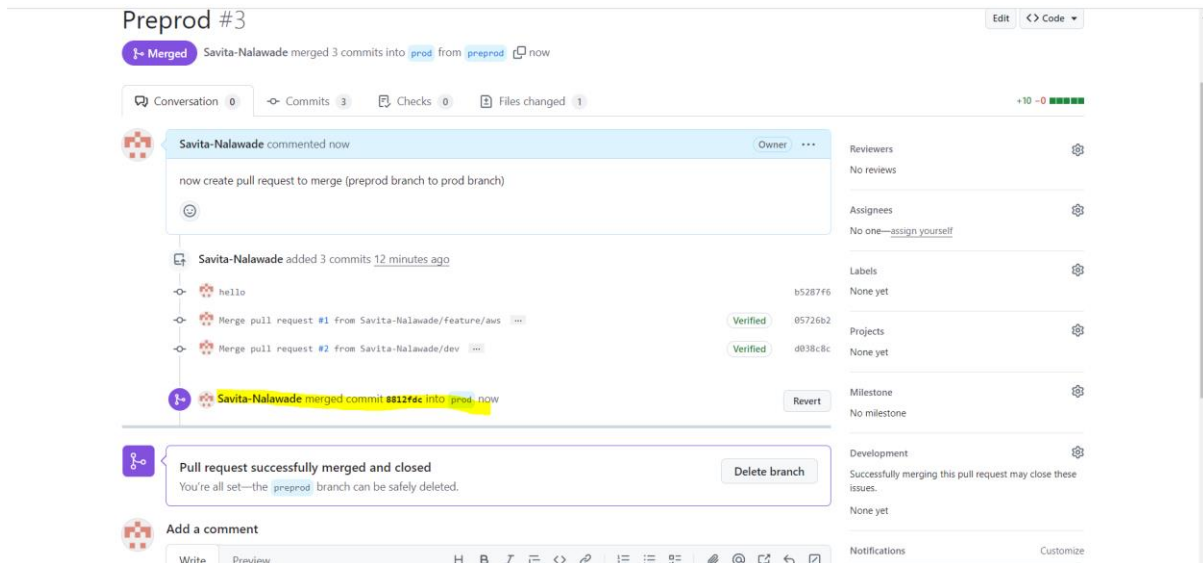 Preprod #3
Edit
<> Code
Merged
Savita-Nalawade merged 3 commits into prod from preprod now
Conversation 0
Commits 3
Checks 0
Files changed 1
+10 −0
Savita-Nalawade commented now
Owner
...
now create pull request to merge (preprod branch to prod branch)
Savita-Nalawade added 3 commits 12 minutes ago
hello
b5287f6
Merge pull request #1 from Savita-Nalawade/feature/aws ...
Verified
05726b2
Merge pull request #2 from Savita-Nalawade/dev ...
Verified
d038c8c
Savita-Nalawade merged commit 8812fdc into prod now
Revert
Pull request successfully merged and closed
You're all set—the preprod branch can be safely deleted.
Delete branch
Add a comment
Write
Preview
H B I
Reviewers
No reviews
Assignees
No one—assign yourself
Labels
None yet
Projects
None yet
Milestone
No milestone
Development
Successfully merging this pull request may close these
issues.
None yet
Notifications
Customize